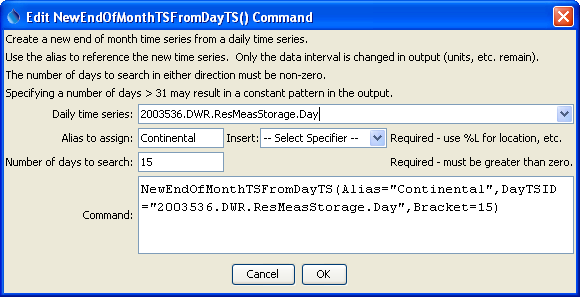 Edit NewEndOfMonthTSFromDayTS() Command
Create a new end of month time series from a daily time series.
Use the alias to reference the new time series.  Only the data interval is changed in output (units, etc. remain).
The number of days to search in either direction must be non-zero.
Specifying a number of days > 31 may result in a constant pattern in the output.
Daily time series: 2003536.DWR.ResMeasStorage.Day
Alias to assign: Continental Insert: -- Select Specifier -- Required - use %L for location, etc.
Number of days to search: 15 Required - must be greater than zero.
NewEndOfMonthTSFromDayTS(Alias="Continental",DayTSID
="2003536.DWR.ResMeasStorage.Day",Bracket=15)
Command:
Cancel OK